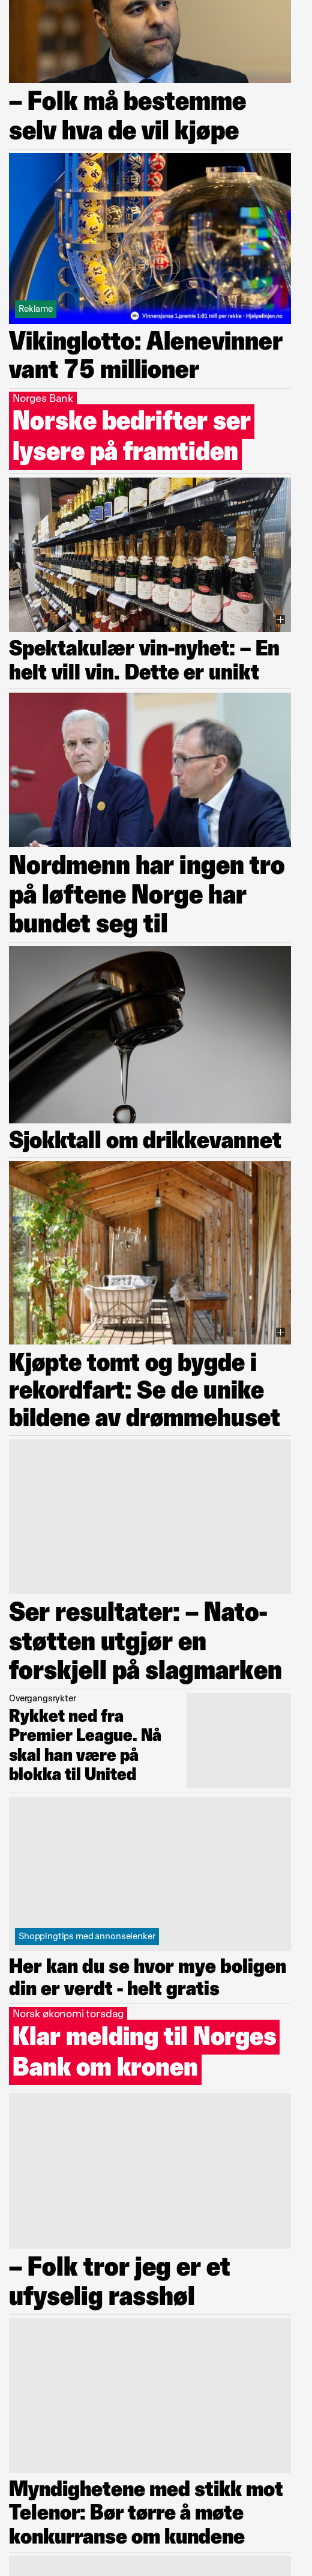 – Folk må bestemme
selv hva de vil kjøpe
Reklame
Vinnersjanse 1.premie 1:61 mill per rekke - Hjelpelinjen.no
Vikinglotto: Alenevinner
vant 75 millioner
Norges Bank
Norske bedrifter ser
lysere på framtiden
Spektakulær vin-nyhet: – En
helt vill vin. Dette er unikt
Nordmenn har ingen tro
på løftene Norge har
bundet seg til
Sjokktall om drikkevannet
Kjøpte tomt og bygde i
rekordfart: Se de unike
bildene av drømmehuset
Ser resultater: – Nato-
støtten utgjør en
forskjell på slagmarken
Overgangsrykter
Rykket ned fra
Premier League. Nå
skal han være på
blokka til United
Shoppingtips med annonselenker
Her kan du se hvor mye boligen
din er verdt - helt gratis
Norsk økonomi torsdag
Klar melding til Norges
Bank om kronen
– Folk tror jeg er et
ufyselig rasshøl
Myndighetene med stikk mot
Telenor: Bør tørre å møte
konkurranse om kundene